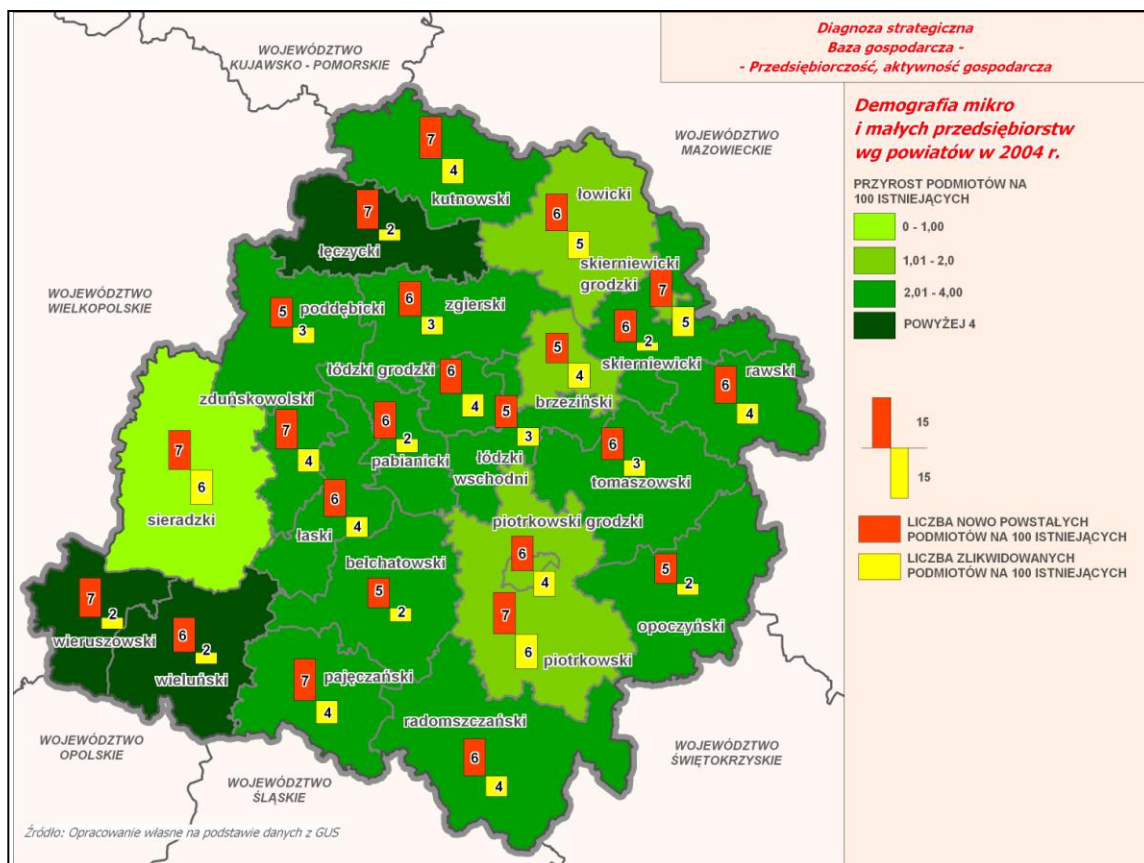 Diagnoza strategiczna
Baza gospodarcza -
- Przedsiębiorczość, aktywność gospodarcza
Demografia mikro
i małych przedsiębiorstw
wg powiatów w 2004 r.
PRZYROST PODMIOTÓW NA
100 ISTNIEJĄCYCH
0 - 1,00
1,01 - 2,0
2,01 - 4,00
POWYŻEJ 4
15
15
LICZBA NOWO POWSTAŁYCH
PODMIOTÓW NA 100 ISTNIEJĄCYCH
LICZBA ZLIKWIDOWANYCH
PODMIOTÓW NA 100 ISTNIEJĄCYCH
WOJEWÓDZTWO
KUJAWSKO - POMORSKIE
WOJEWÓDZTWO
MAZOWIECKIE
WOJEWÓDZTWO
WIELKOPOLSKIE
WOJEWÓDZTWO
OPOLSKIE
WOJEWÓDZTWO
ŚLĄSKIE
WOJEWÓDZTWO
ŚWIĘTOKRZYSKIE
7
4
kutnowski
łowicki
6
5
7
2
łęczycki
skierniewicki
grodzki
7
5
5
poddębicki
3
6
zgierski
3
6
2
skierniewicki
5
4
brzeziński
rawski
6
4
łódzki grodzki
6
4
zduńskowolski
7
4
6
2
pabianicki
5
3
łódzki
wschodni
6
3
tomaszowski
7
6
sieradzki
6
4
łaski
piotrkowski grodzki
6
4
bełchatowski
5
2
5
2
opoczyński
7
2
wieruszowski
6
2
wieluński
7
6
piotrkowski
7
pajęczański
4
radomszczański
6
4
Źródło: Opracowanie własne na podstawie danych z GUS